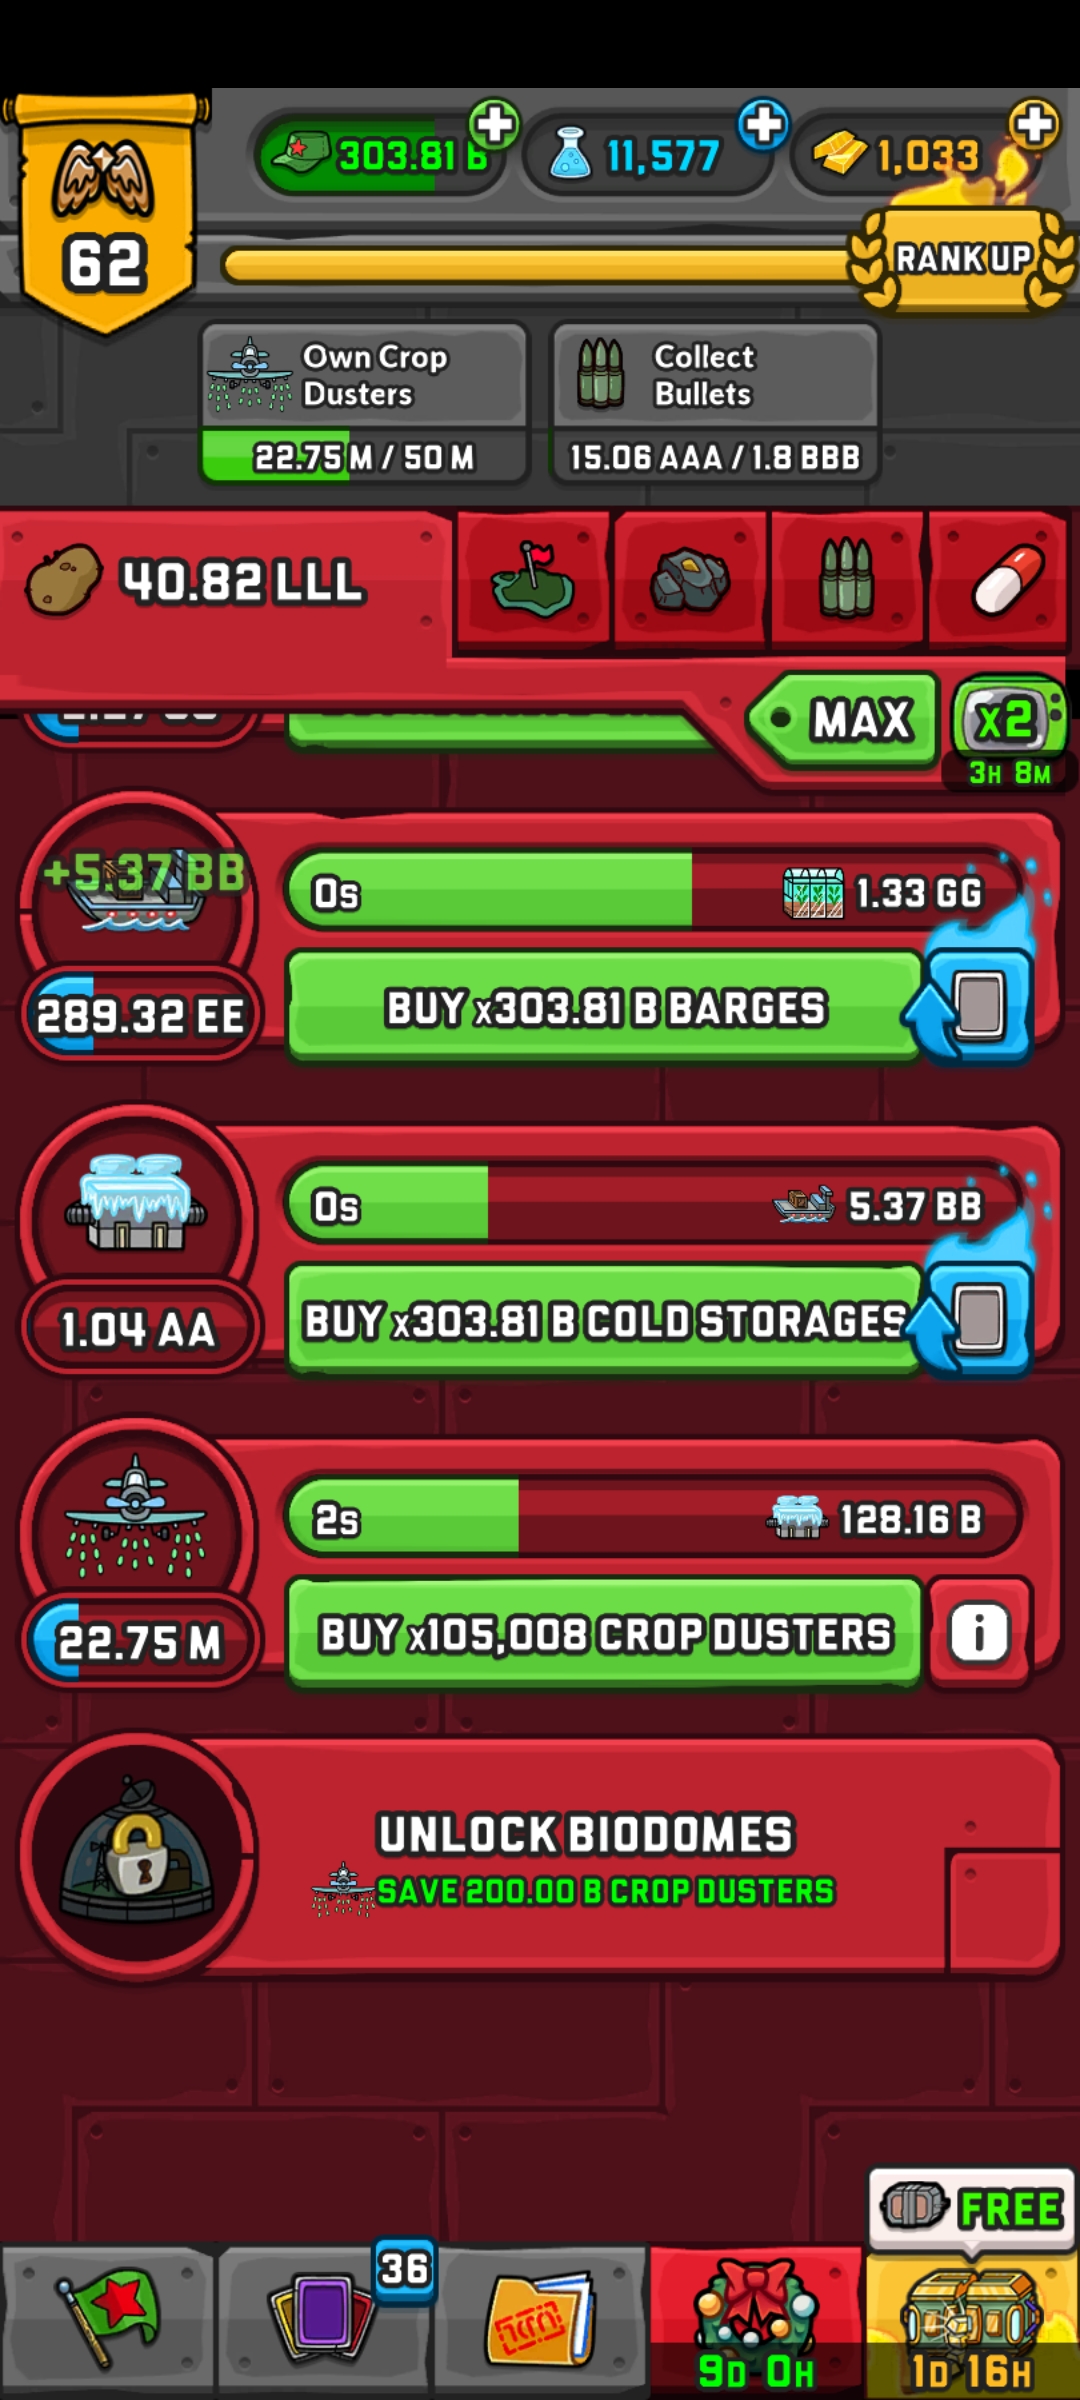 303.81 B
11,577
1,033
62
RANK UP
Own Crop
Dusters
22.75 M / 50 M
Collect
Bullets
15.06 AAA / 1.8 BBB
40.82 LLL
MAX
x2
3H 8M
+5.37 BB
0s
1.33 GG
289.32 EE
BUY x303.81 B BARGES
0s
5.37 BB
1.04 AA
BUY x303.81 B COLD STORAGES
2s
128.16 B
22.75 M
BUY x105,008 CROP DUSTERS
i
UNLOCK BIODOMES
SAVE 200.00 B CROP DUSTERS
FREE
36
9D 0H
1D 16H